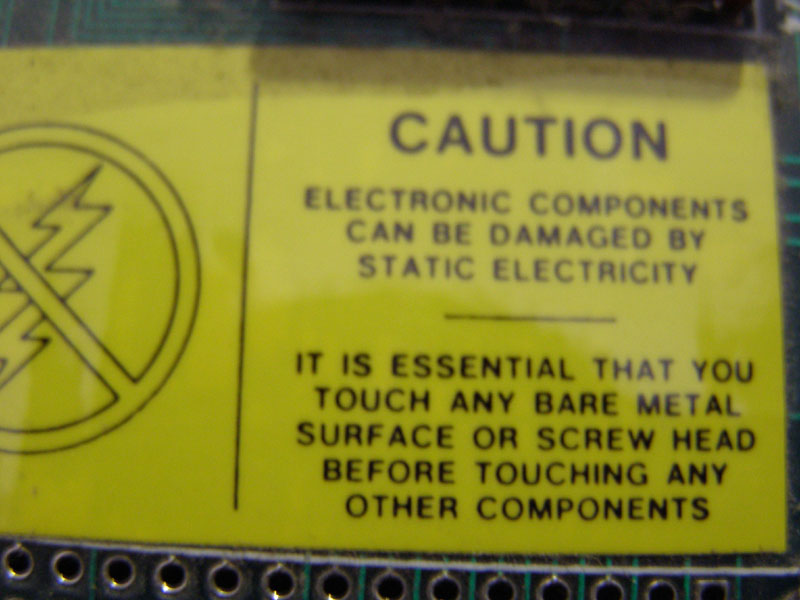 CAUTION
ELECTRONIC COMPONENTS
CAN BE DAMAGED BY
STATIC ELECTRICITY
IT IS ESSENTIAL THAT YOU
TOUCH ANY BARE METAL
SURFACE OR SCREW HEAD
BEFORE TOUCHING ANY
OTHER COMPONENTS